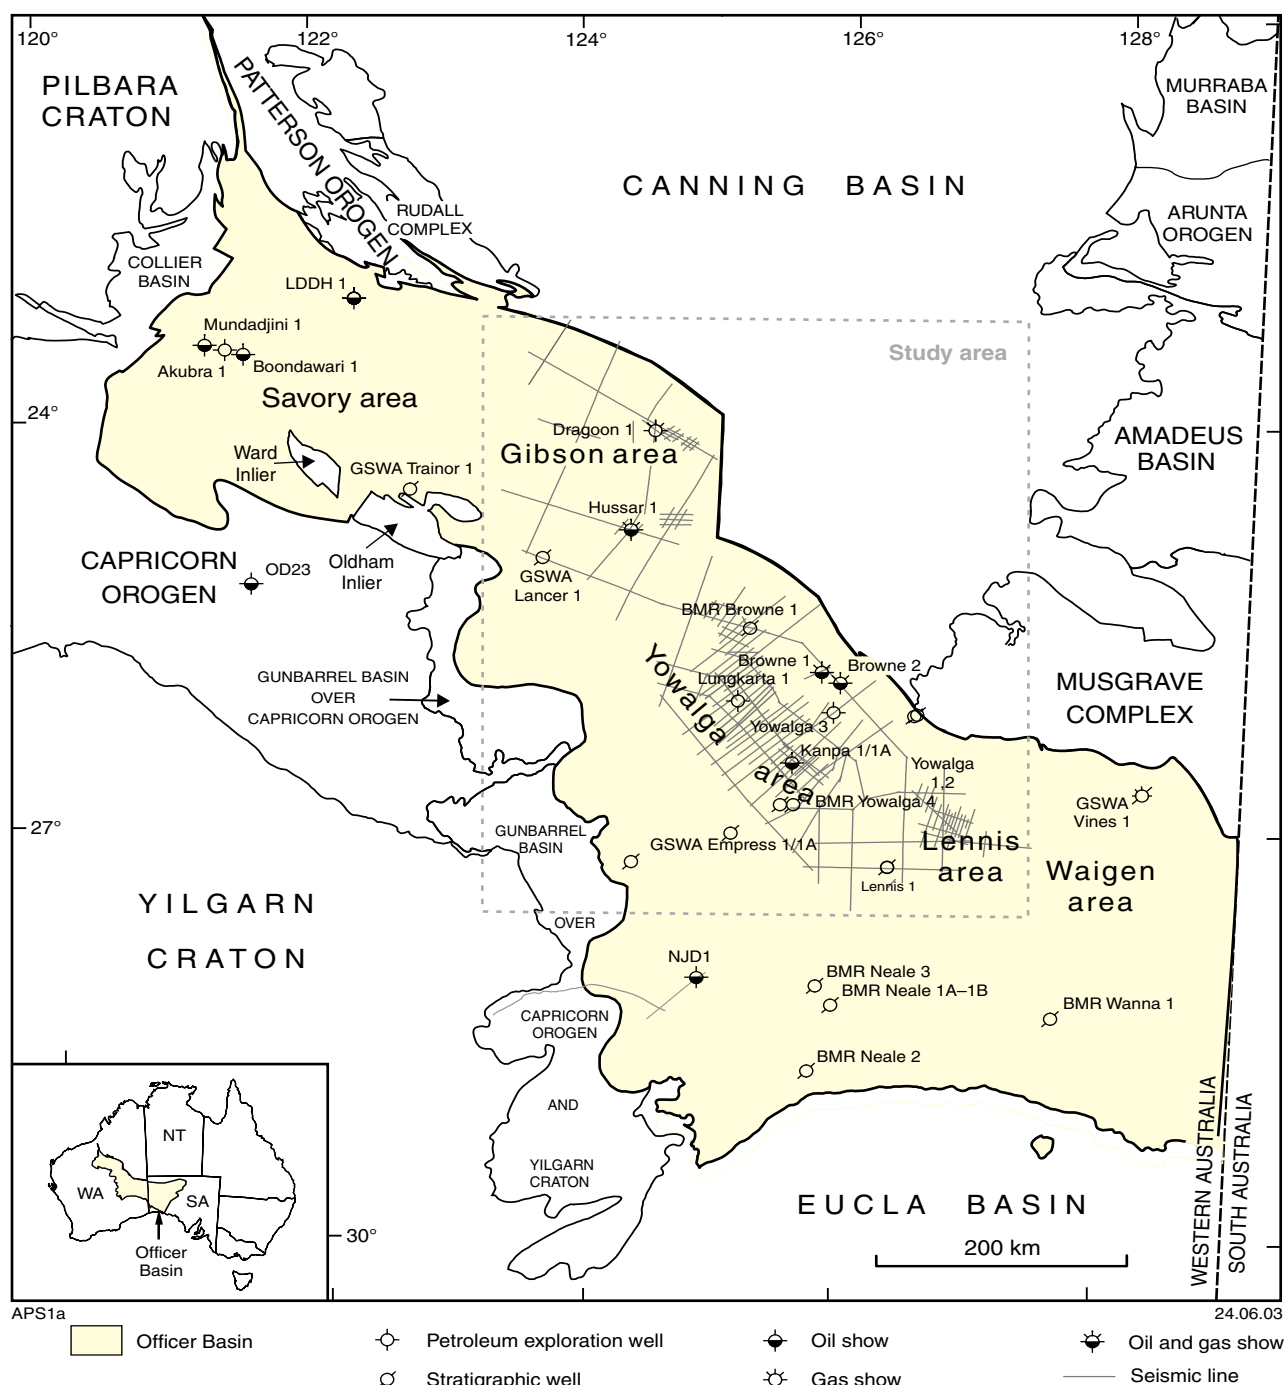 120°
122°
124°
126°
128°
PILBARA
CRATON
PATTERSON OROGEN
MURRABA
BASIN
CANNING BASIN
RUDALL
COMPLEX
ARUNTA
OROGEN
COLLIER
BASIN
LDDH 1
Mundadjini 1
Akubra 1
Boondawari 1
Study area
Savory area
24°
Dragoon 1
Gibson area
AMADEUS
BASIN
Ward
Inlier
GSWA Trainor 1
Hussar 1
CAPRICORN
OROGEN
OD23
Oldham
Inlier
GSWA
Lancer 1
BMR Browne 1
Browne 1
Browne 2
Lungkarta 1
Yowalga
area
GUNBARREL BASIN
OVER
CAPRICORN OROGEN
MUSGRAVE
COMPLEX
Yowalga 3
Kanpa 1/1A
Yowalga
1,2
BMR Yowalga 4
GSWA
Vines 1
27°
GUNBARREL
BASIN
GSWA Empress 1/1A
Lennis
area
Waigen
area
Lennis 1
YILGARN
CRATON
OVER
NJD1
BMR Neale 3
BMR Neale 1A–1B
BMR Wanna 1
CAPRICORN
OROGEN
BMR Neale 2
AND
YILGARN
CRATON
WESTERN AUSTRALIA
SOUTH AUSTRALIA
NT
WA
SA
Officer
Basin
EUCLA BASIN
30°
200 km
APS1a
24.06.03
Officer Basin
Petroleum exploration well
Oil show
Oil and gas show
Stratigraphic well
Gas show
Seismic line